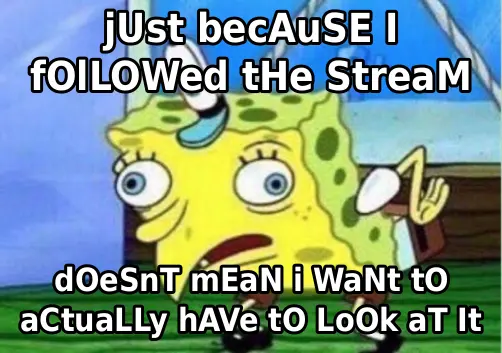 jUst becAuSE I
fOlLOWed tHe StreaM
dOeSnT mEaN i WaNt tO
aCtuaLLy hAVe tO LoOk aT It